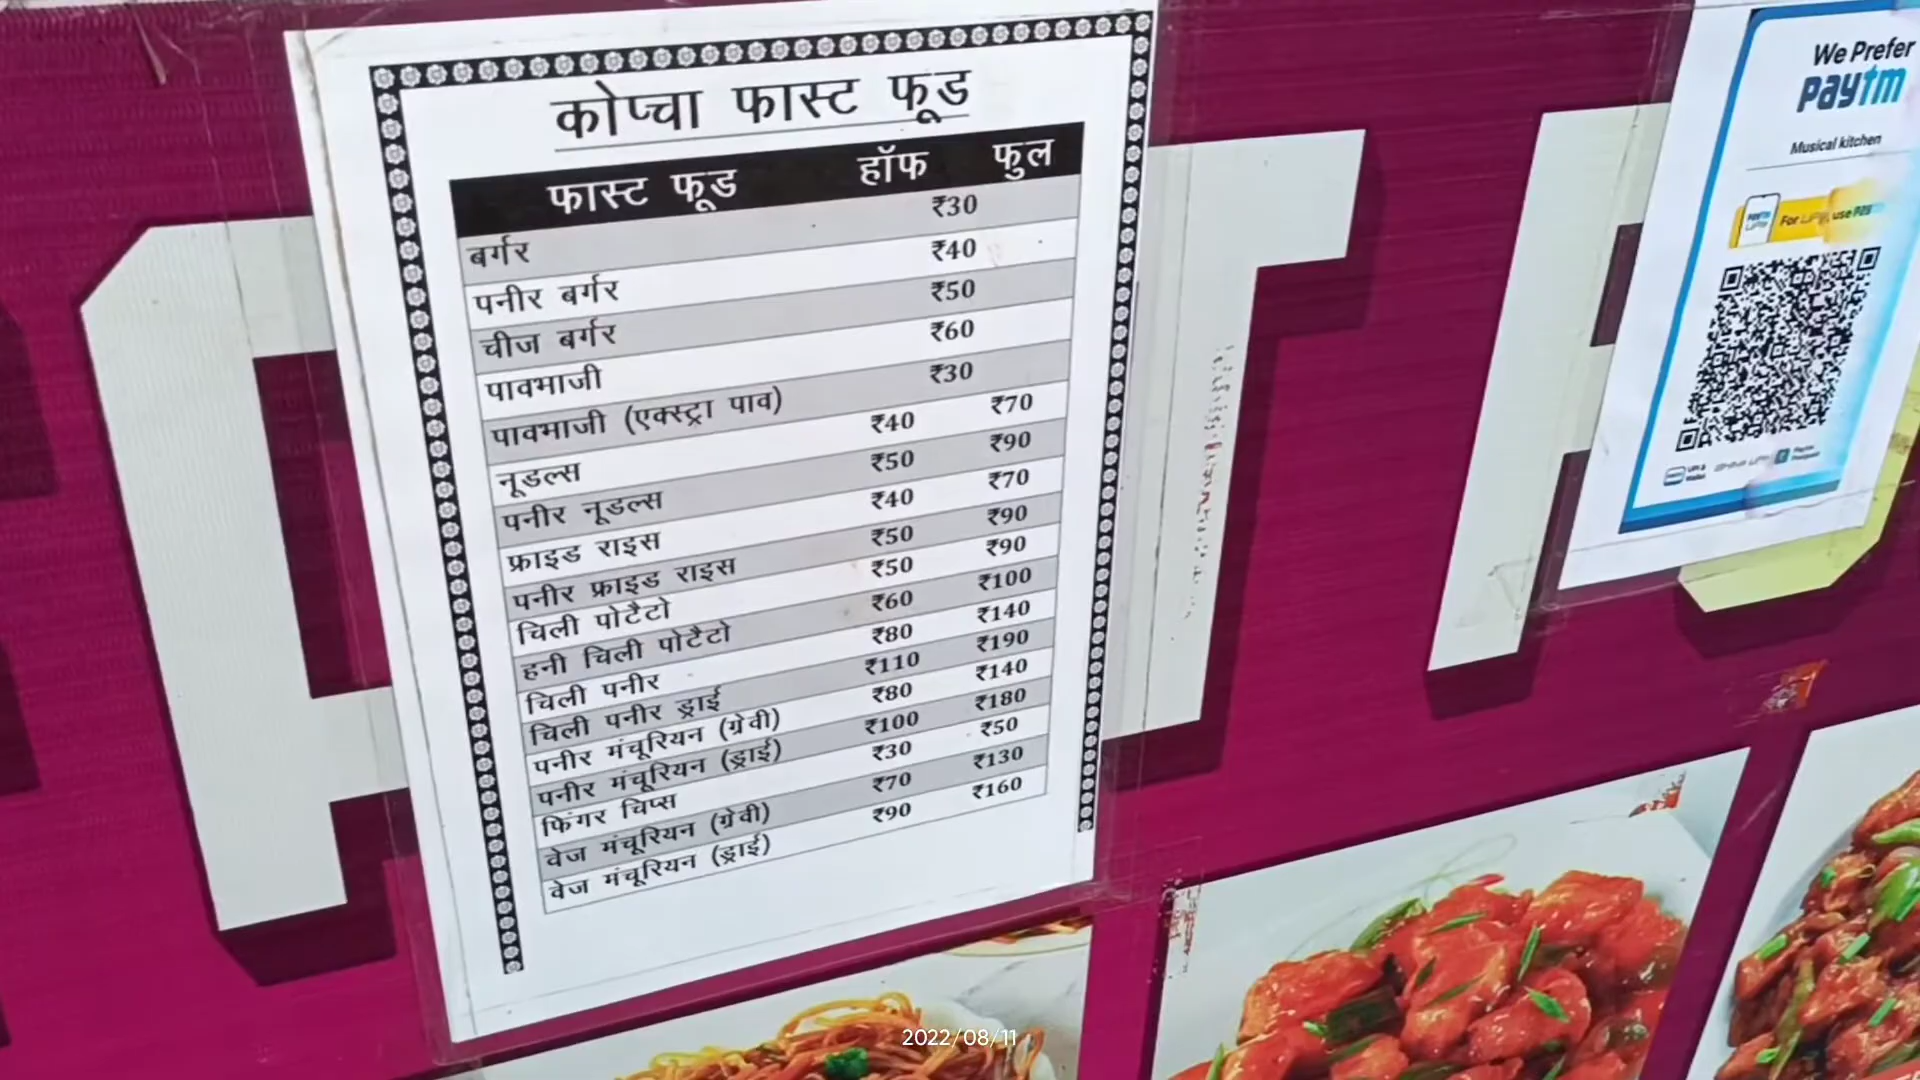 कोप्चा फास्ट फूड
फास्ट फूड हॉफ फुल
बर्गर ₹30
पनीर बर्गर ₹40
चीज बर्गर ₹50
पावभाजी ₹60
पावभाजी (एक्स्ट्रा पाव) ₹30
नूडल्स ₹40 ₹70
पनीर नूडल्स ₹50 ₹90
फ्राइड राइस ₹40 ₹70
पनीर फ्राइड राइस ₹50 ₹90
चिली पोटैटो ₹50 ₹90
हनी चिली पोटैटो ₹60 ₹100
चिली पनीर ₹80 ₹140
चिली पनीर ड्राई ₹110 ₹190
पनीर मंचूरियन (ग्रेवी) ₹80 ₹140
पनीर मंचूरियन (ड्राई) ₹100 ₹180
फिंगर चिप्स ₹30 ₹50
वेज मंचूरियन (ग्रेवी) ₹70 ₹130
वेज मंचूरियन (ड्राई) ₹90 ₹160
We Prefer
paytm
Musical kitchen
For UPI, use
2022/08/11